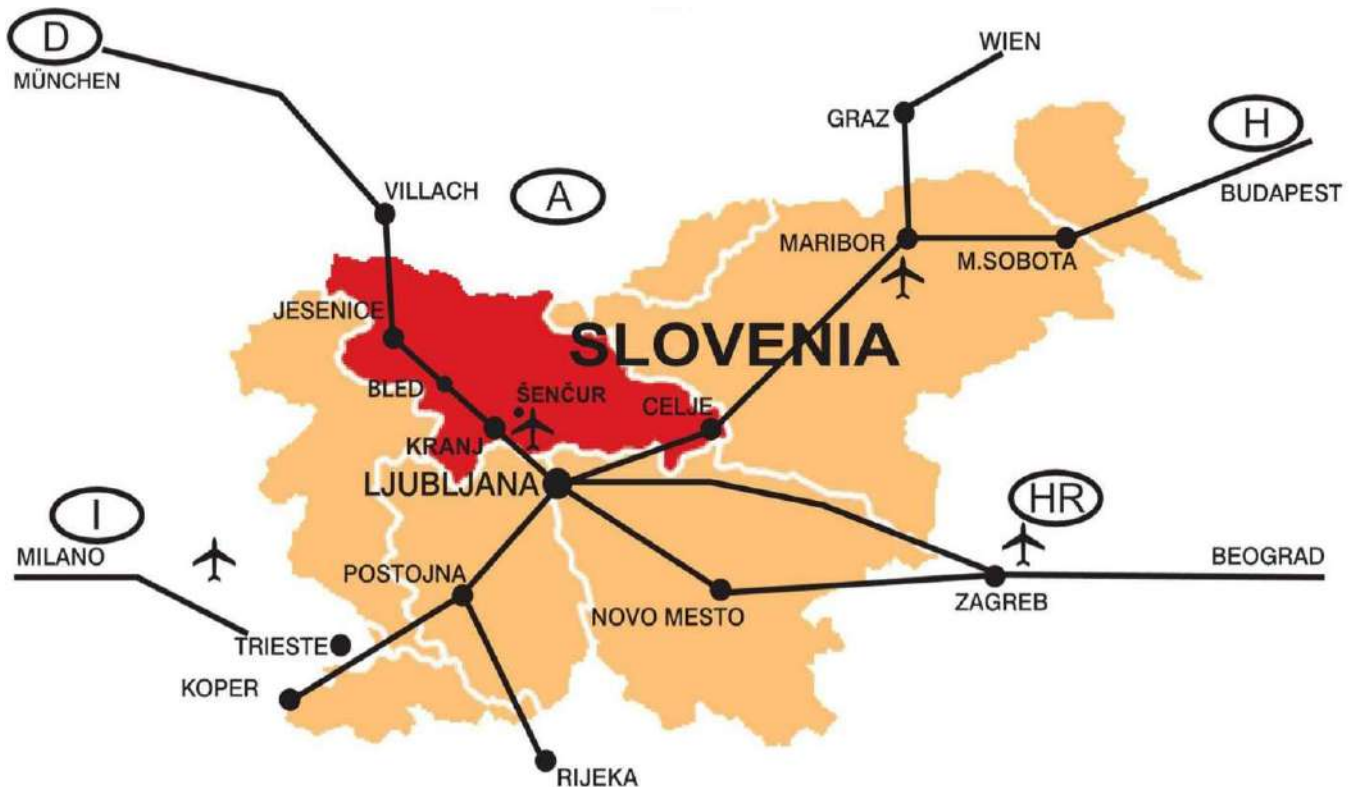 D
MÜNCHEN
WIEN
GRAZ
H
BUDAPEST
VILLACH
A
MARIBOR
M.SOBOTA
JESENICE
SLOVENIA
BLED
ŠENČUR
CELJE
KRANJ
LJUBLJANA
I
HR
MILANO
POSTOJNA
BEOGRAD
NOVO MESTO
ZAGREB
TRIESTE
KOPER
RIJEKA